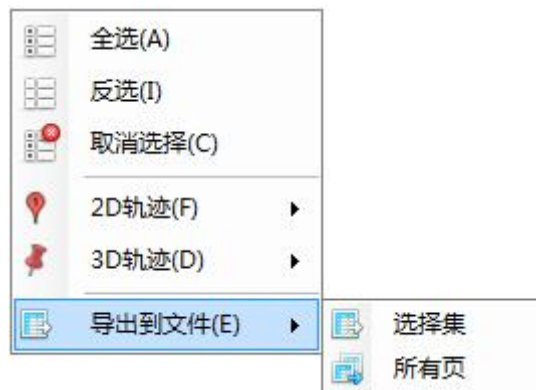 全选(A)
反选(I)
取消选择(C)
2D轨迹(F)
3D轨迹(D)
导出到文件(E)
选择集
所有页